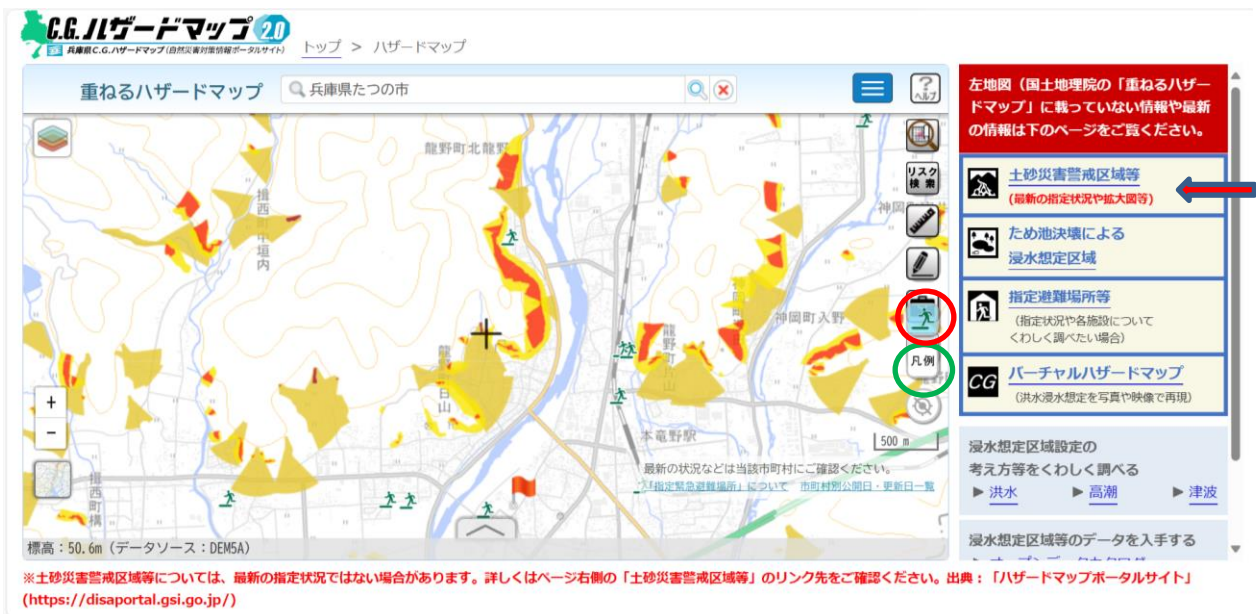 C.G.ハザードマップ 2.0
兵庫県C.G.ハザードマップ(自然災害対策情報ポータルサイト)
トップ > ハザードマップ
重ねるハザードマップ
兵庫県たつの市
?
ヘルプ
龍野町北龍野
揖西町中垣内
神岡
リスク
検索
神岡町入野
凡例
龍野町日山
龍野町片山
本竜野駅
500 m
最新の状況などは当該市町村にご確認ください。
「指定緊急避難場所」について 市町村別公開日・更新日一覧
+
-
揖西町構
標高：50.6m (データソース：DEM5A)
左地図（国土地理院の「重ねるハザー
ドマップ」に載っていない情報や最新
の情報は下のページをご覧ください。
土砂災害警戒区域等
(最新の指定状況や拡大図等)
ため池決壊による
浸水想定区域
指定避難場所等
（指定状況や各施設について
くわしく調べたい場合）
CG
バーチャルハザードマップ
（洪水浸水想定を写真や映像で再現）
浸水想定区域設定の
考え方等をくわしく調べる
▶ 洪水 ▶ 高潮 ▶ 津波
浸水想定区域等のデータを入手する
※土砂災害警戒区域等については、最新の指定状況ではない場合があります。詳しくはページ右側の「土砂災害警戒区域等」のリンク先をご確認ください。出典：「ハザードマップポータルサイト」
(https://disaportal.gsi.go.jp/)